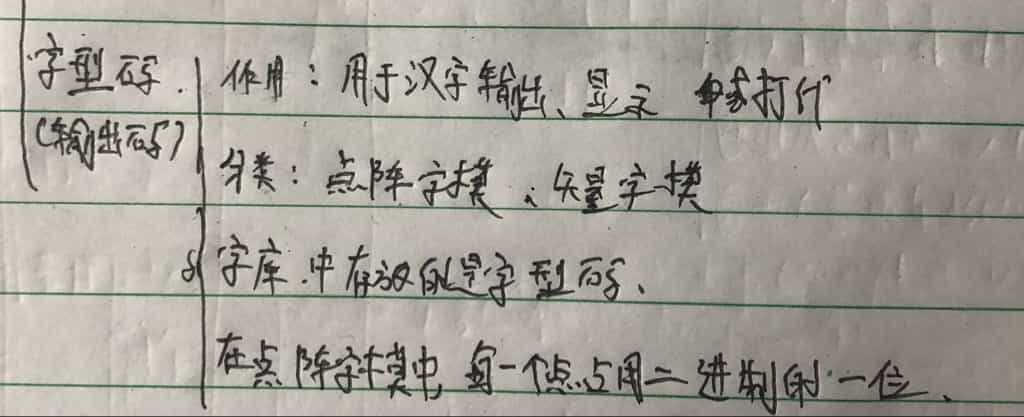 字型码 作用：用于汉字输出、显示 打印
（输出码）
分类：点阵字模、矢量字模
字库中存放的是字型码、
在点阵字模中，每一个点占用二进制的一位、